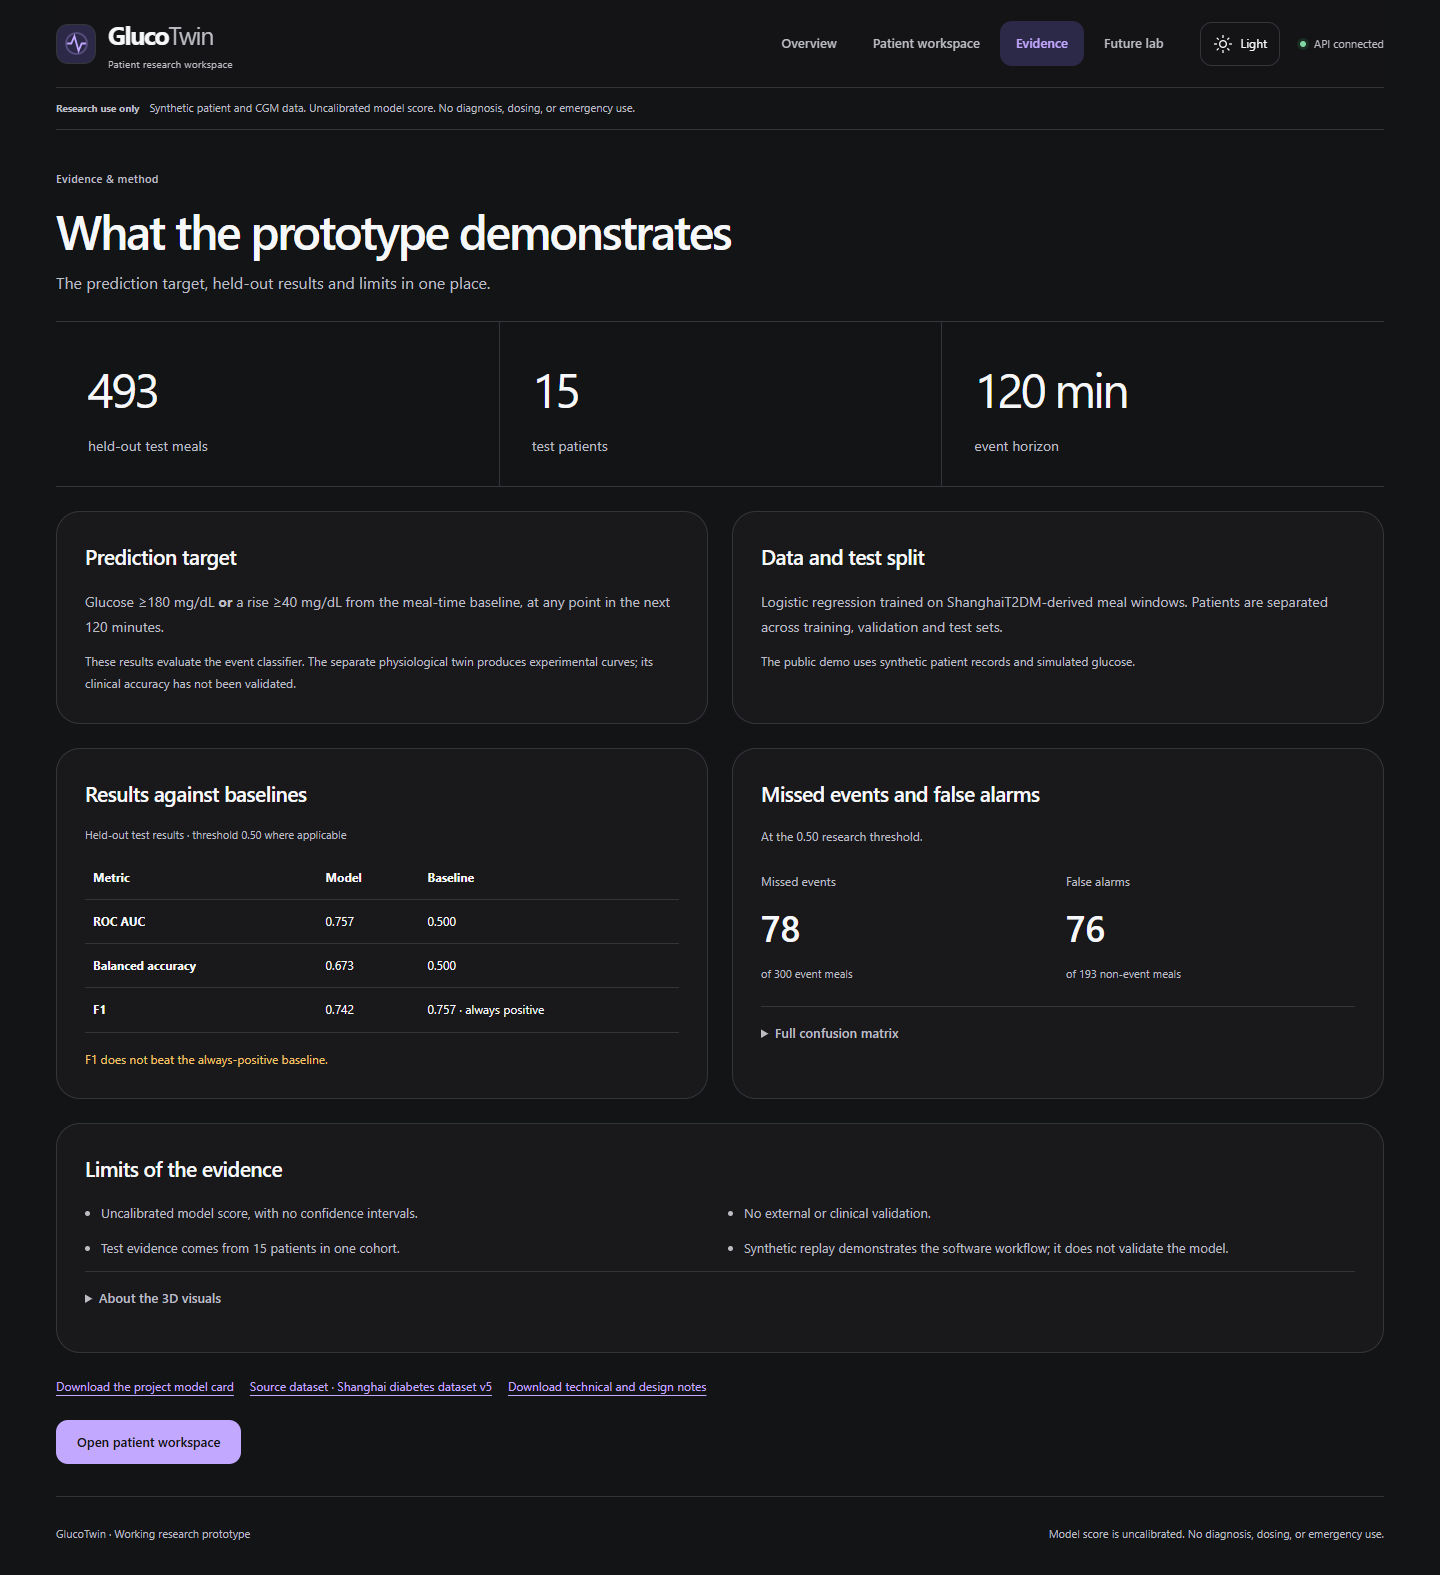 GlucoTwin
Patient research workspace
Overview
Patient workspace
Evidence
Future lab
Light
API connected
Research use only Synthetic patient and CGM data. Uncalibrated model score. No diagnosis, dosing, or emergency use.
Evidence & method
What the prototype demonstrates
The prediction target, held-out results and limits in one place.
493
held-out test meals
15
test patients
120 min
event horizon
Prediction target
Glucose ≥180 mg/dL or a rise ≥40 mg/dL from the meal-time baseline, at any point in the next
120 minutes.
These results evaluate the event classifier. The separate physiological twin produces experimental curves; its
clinical accuracy has not been validated.
Data and test split
Logistic regression trained on ShanghaiT2DM-derived meal windows. Patients are separated
across training, validation and test sets.
The public demo uses synthetic patient records and simulated glucose.
Results against baselines
Held-out test results · threshold 0.50 where applicable
Metric Model Baseline
ROC AUC 0.757 0.500
Balanced accuracy 0.673 0.500
F1 0.742 0.757 · always positive
F1 does not beat the always-positive baseline.
Missed events and false alarms
At the 0.50 research threshold.
Missed events
78
of 300 event meals
False alarms
76
of 193 non-event meals
Full confusion matrix
Limits of the evidence
Uncalibrated model score, with no confidence intervals.
No external or clinical validation.
Test evidence comes from 15 patients in one cohort.
Synthetic replay demonstrates the software workflow; it does not validate the model.
About the 3D visuals
Download the project model card
Source dataset · Shanghai diabetes dataset v5
Download technical and design notes
Open patient workspace
GlucoTwin · Working research prototype
Model score is uncalibrated. No diagnosis, dosing, or emergency use.